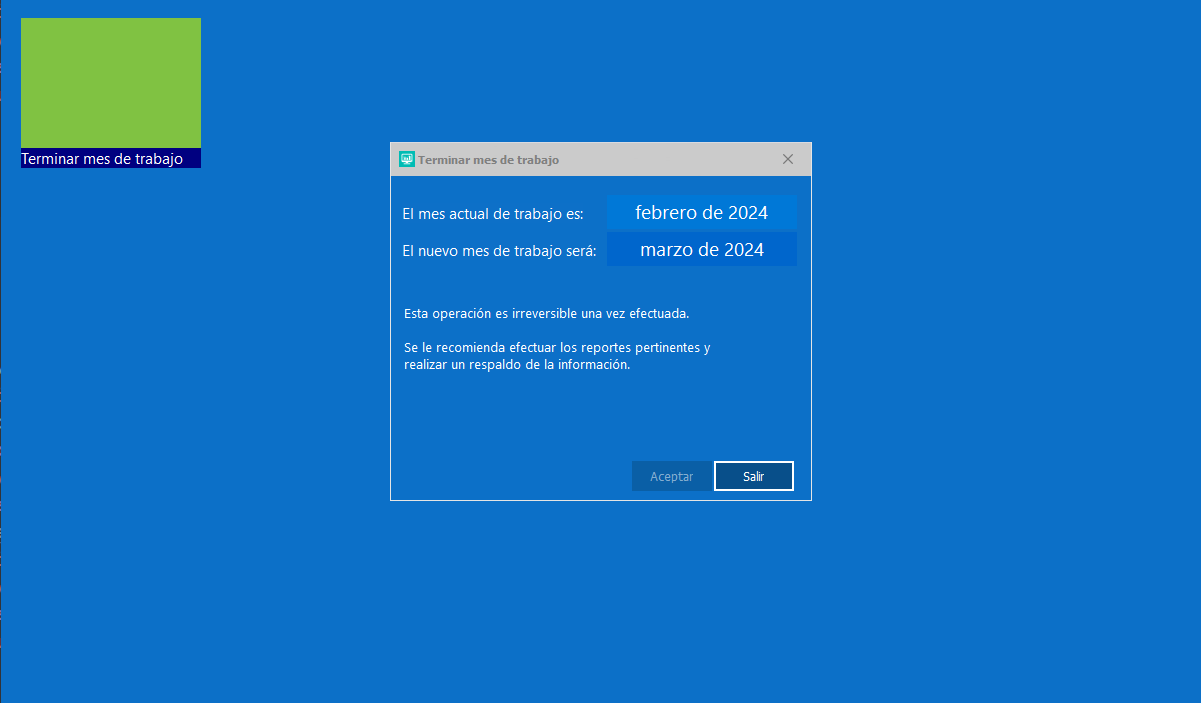 Terminar mes de trabajo
Terminar mes de trabajo
El mes actual de trabajo es:
febrero de 2024
El nuevo mes de trabajo será:
marzo de 2024
Esta operación es irreversible una vez efectuada.
Se le recomienda efectuar los reportes pertinentes y
realizar un respaldo de la información.
Aceptar
Salir